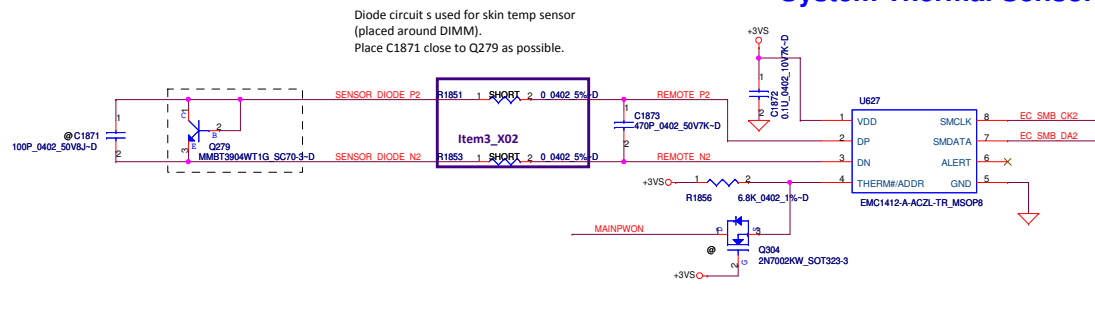 System Thermal Sensor
Diode circuit s used for skin temp sensor
(placed around DIMM).
Place C1871 close to Q279 as possible.
+3VS
1
C1872
0.1U_0402_10V7K~D
2
SENSOR_DIODE_P2
R1851 1 SHORT 2 0_0402_5%~D
REMOTE_P2
U627
1
@ C1871
100P_0402_50V8J~D
2
C
1
B
2
E
3
Q279
MMBT3904WT1G_SC70-3~D
Item3_X02
1
C1873
470P_0402_50V7K~D
2
1 VDD SMCLK 8 EC_SMB_CK2
2 DP SMDATA 7 EC_SMB_DA2
3 DN ALERT 6
4 THERM#/ADDR GND 5
EMC1412-A-ACZL-TR_MSOP8
SENSOR_DIODE_N2
R1853 1 SHORT 2 0_0402_5%~D
REMOTE_N2
+3VS 1 2
R1856 6.8K_0402_1%~D
MAINPWON
1 D S 3
@
G
2
Q304
2N7002KW_SOT323-3
+3VS